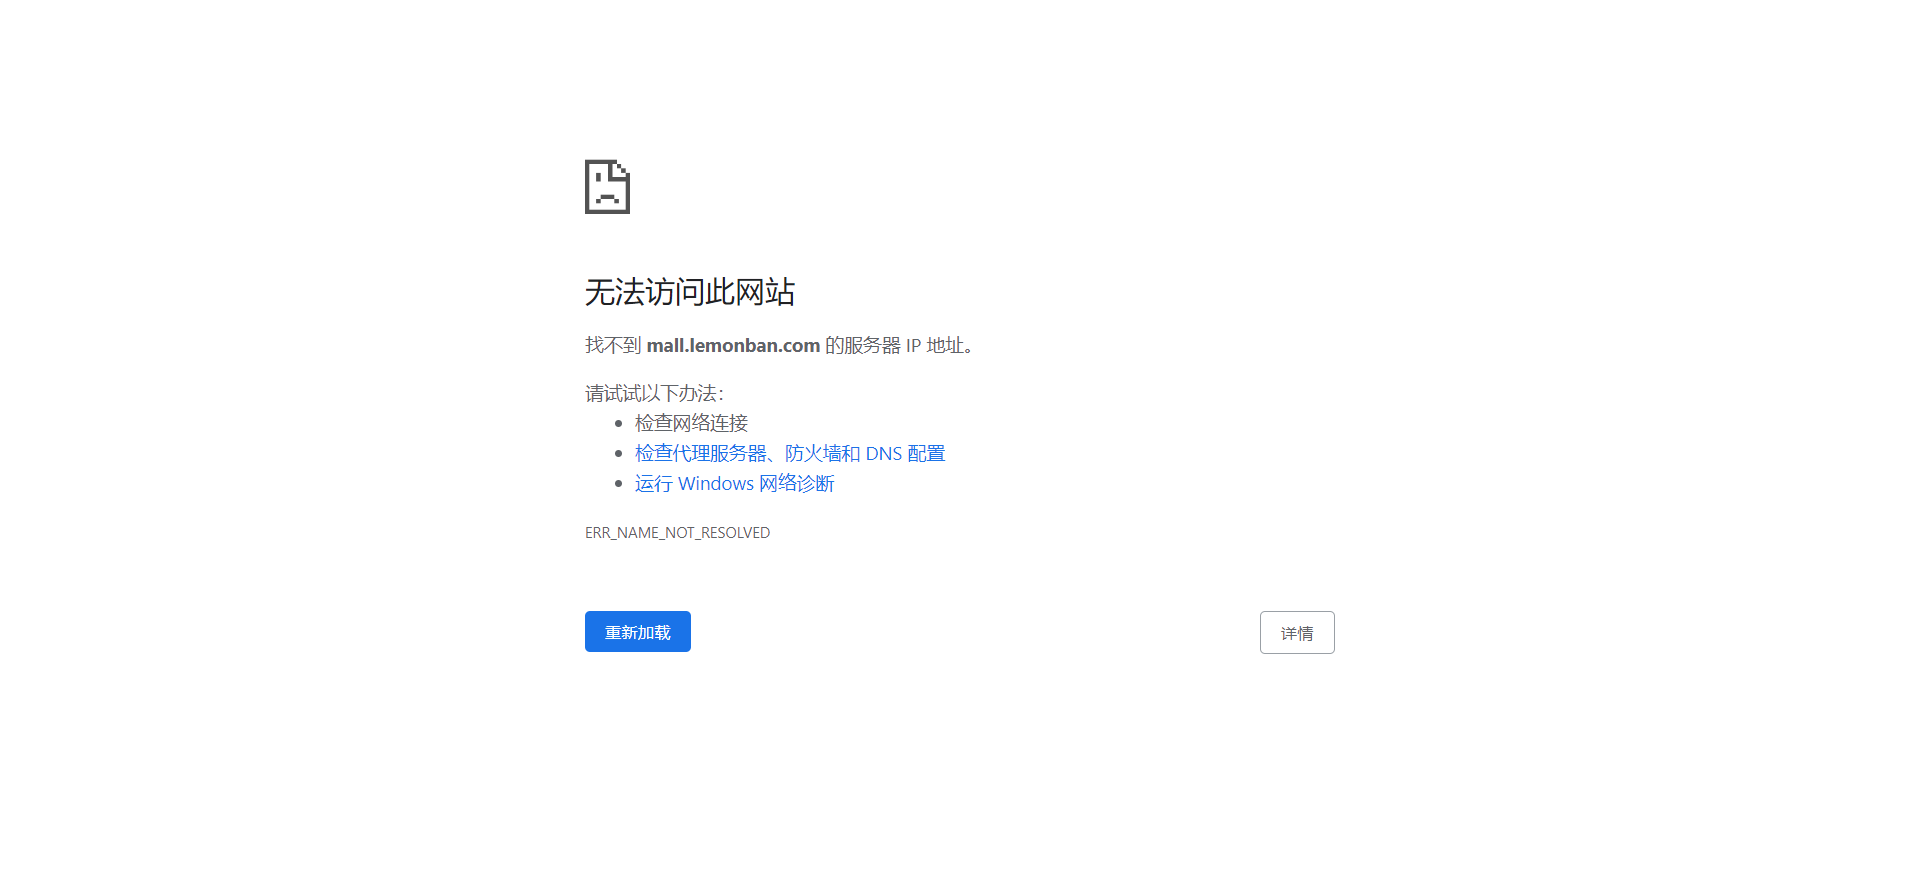 无法访问此网站
找不到 mall.lemonban.com 的服务器 IP 地址。
请试试以下办法：
检查网络连接
检查代理服务器、防火墙和 DNS 配置
运行 Windows 网络诊断
ERR_NAME_NOT_RESOLVED
重新加载
详情